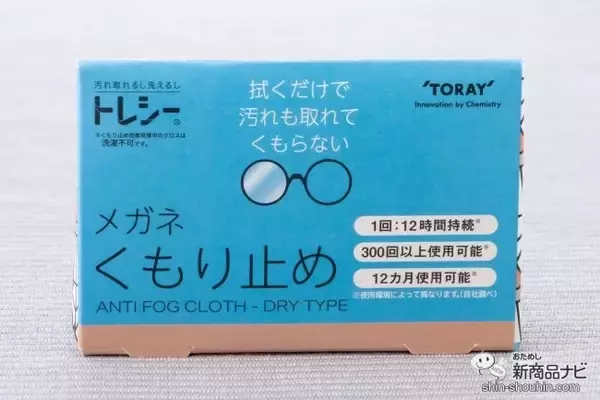 汚れ取れるし洗えるし
トレシー®
※くもり止め効果発揮中のクロスは
洗濯不可です。
拭くだけで
汚れも取れて
くもらない
'TORAY'
Innovation by Chemistry
メガネ
くもり止め
ANTI FOG CLOTH - DRY TYPE
1回:12時間持続※
300回以上使用可能※
12カ月使用可能※
※使用環境によって異なります。(自社調べ)
おためし
新商品ナビ
shin-shouhin.com